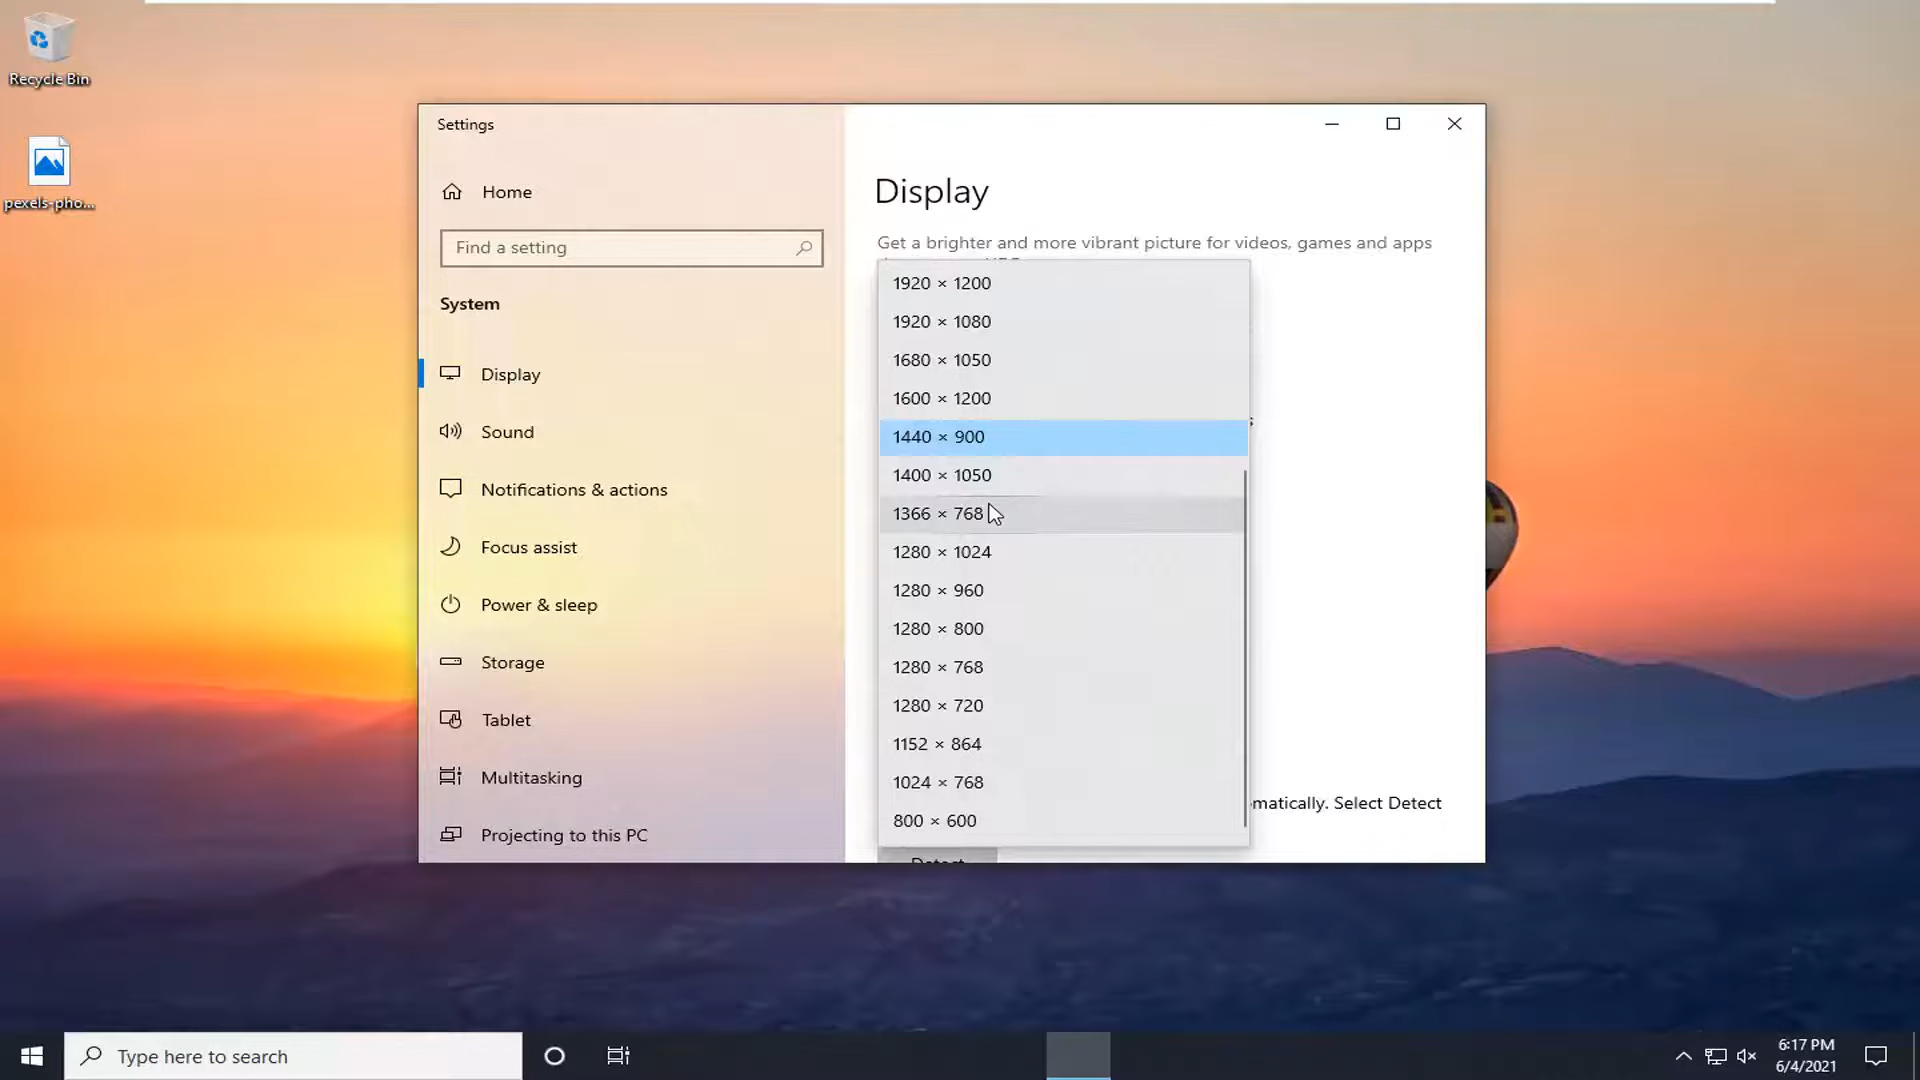 Recycle Bin
pexels-pho...
Settings
Home
Find a setting
System
Display
Sound
Notifications & actions
Focus assist
Power & sleep
Storage
Tablet
Multitasking
Projecting to this PC
Display
Get a brighter and more vibrant picture for videos, games and apps
1920 × 1200
1920 × 1080
1680 × 1050
1600 × 1200
1440 × 900
1400 × 1050
1366 × 768
1280 × 1024
1280 × 960
1280 × 800
1280 × 768
1280 × 720
1152 × 864
1024 × 768
800 × 600
matically. Select Detect
Detect
Type here to search
6:17 PM
6/4/2021